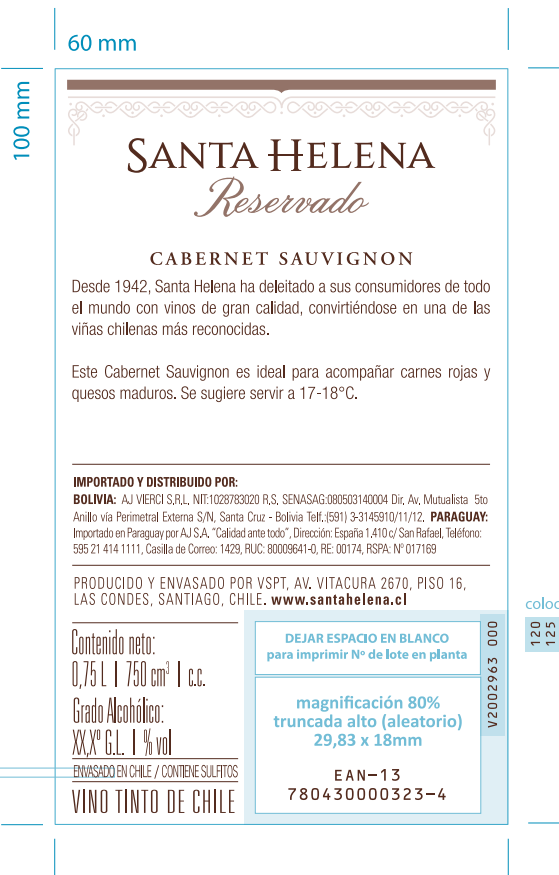 60 mm
100 mm
SANTA HELENA
Reservado
CABERNET SAUVIGNON
Desde 1942, Santa Helena ha deleitado a sus consumidores de todo
el mundo con vinos de gran calidad, convirtiéndose en una de las
viñas chilenas más reconocidas.
Este Cabernet Sauvignon es ideal para acompañar carnes rojas y
quesos maduros. Se sugiere servir a 17-18°C.
IMPORTADO Y DISTRIBUIDO POR:
BOLIVIA: AJ VIERCI S.R.L. NIT:1028783020 R.S. SENASAG:080503140004 Dir. Av. Mutualista 5to
Anillo vía Perimetral Externa S/N, Santa Cruz - Bolivia Telf.:(591) 3-3145910/11/12. PARAGUAY:
Importado en Paraguay por AJ S.A. "Calidad ante todo", Dirección: España 1.410 c/ San Rafael, Teléfono:
595 21 414 1111, Casilla de Correo: 1429, RUC: 80009641-0, RE: 00174, RSPA: Nº 017169
PRODUCIDO Y ENVASADO POR VSPT, AV. VITACURA 2670, PISO 16,
LAS CONDES, SANTIAGO, CHILE. www.santahelena.cl
Contenido neto:
0,75 L | 750 cm³ | c.c.
Grado Alcohólico:
XX,Xº G.L. | % vol
ENVASADO EN CHILE / CONTIENE SULFITOS
VINO TINTO DE CHILE
DEJAR ESPACIO EN BLANCO
para imprimir Nº de lote en planta
magnificación 80%
truncada alto (aleatorio)
29,83 x 18mm
EAN-13
780430000323-4
V2002963 000
coloc
120
125